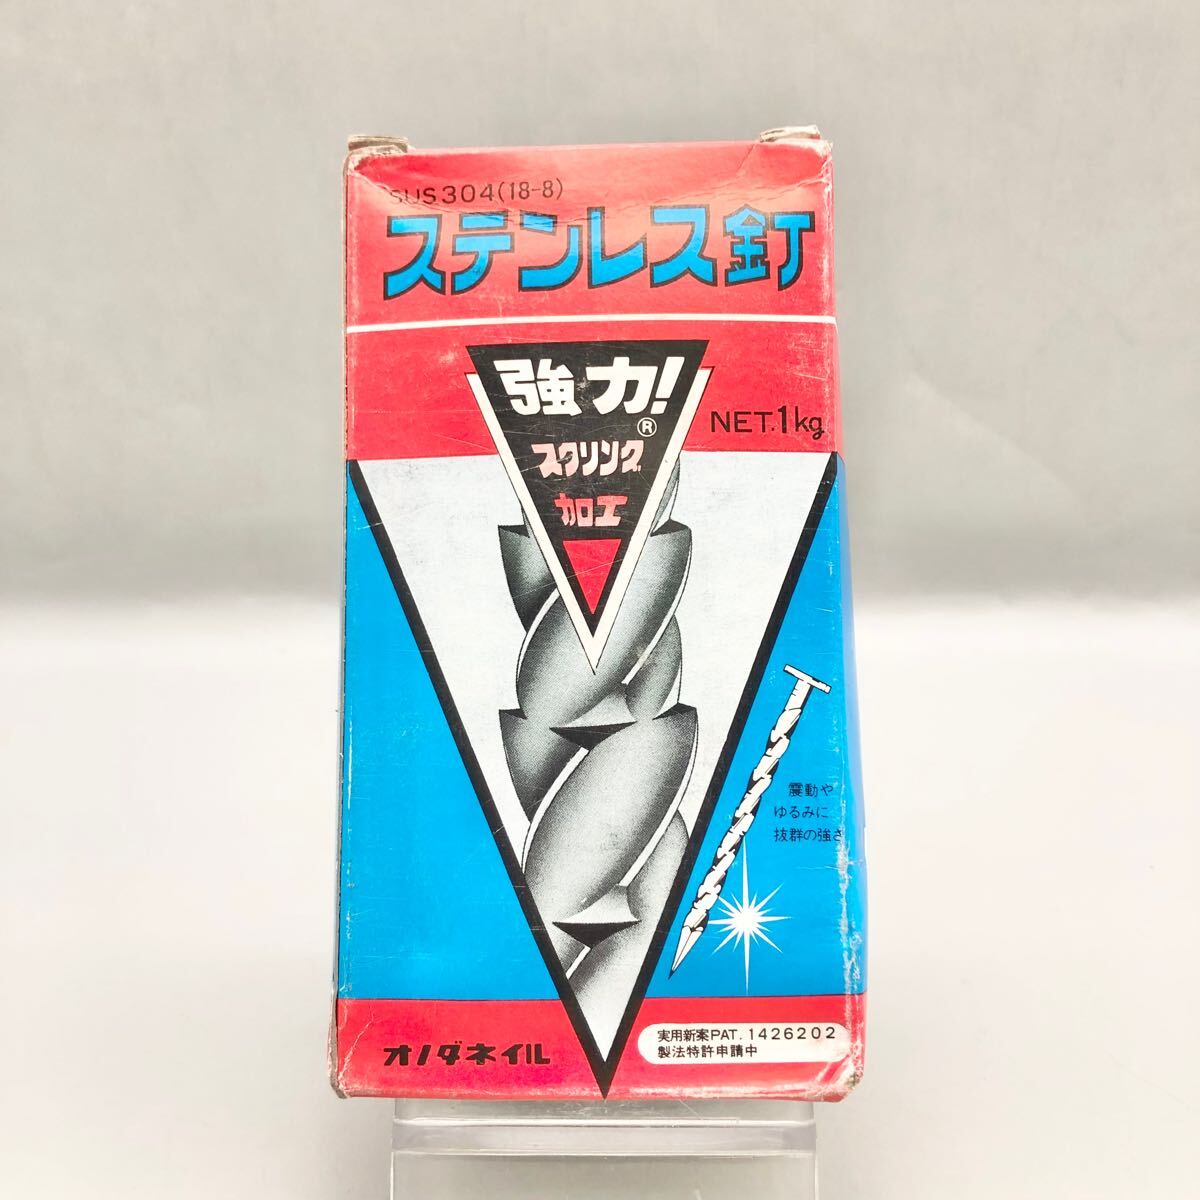 SUS304(18-8)
ステンレス釘
強力!
®
スクリング
加工
NET.1kg
震動や
ゆるみに
抜群の強さ
オノダネイル
実用新案PAT.1426202
製法特許申請中